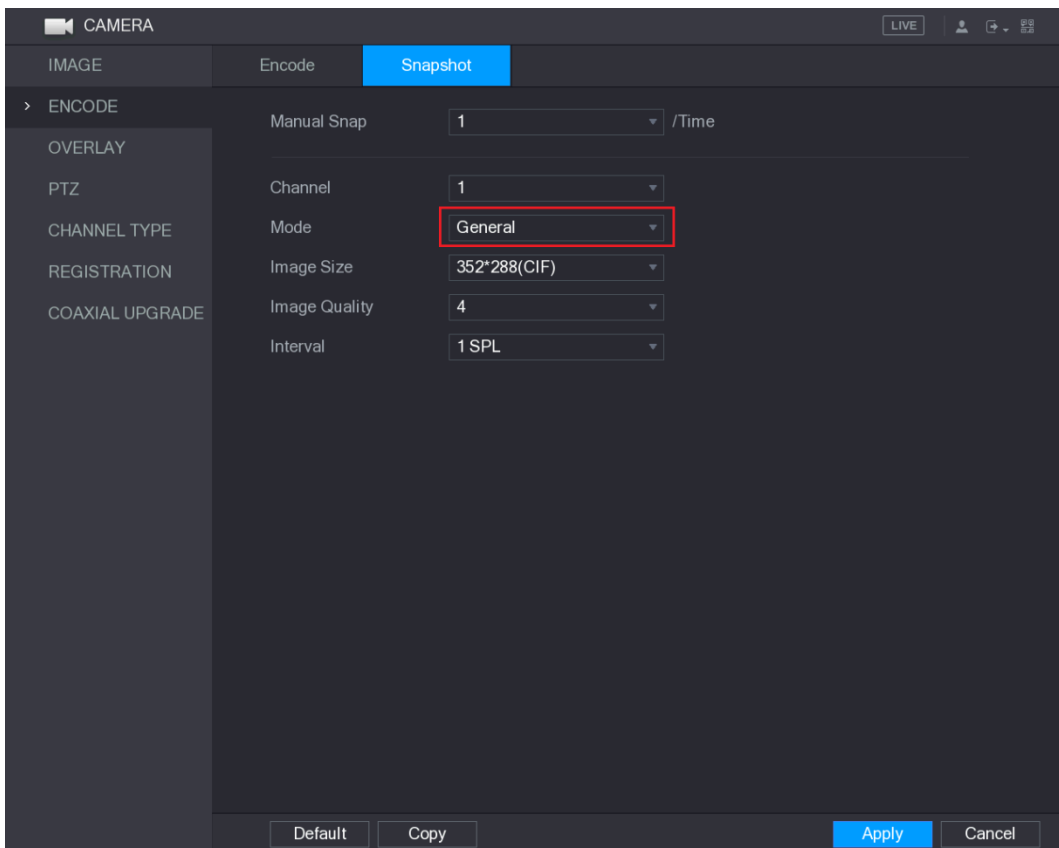 CAMERA LIVE
IMAGE
ENCODE
OVERLAY
PTZ
CHANNEL TYPE
REGISTRATION
COAXIAL UPGRADE
Encode Snapshot
Manual Snap 1 /Time
Channel 1
Mode General
Image Size 352*288(CIF)
Image Quality 4
Interval 1 SPL
Default Copy Apply Cancel